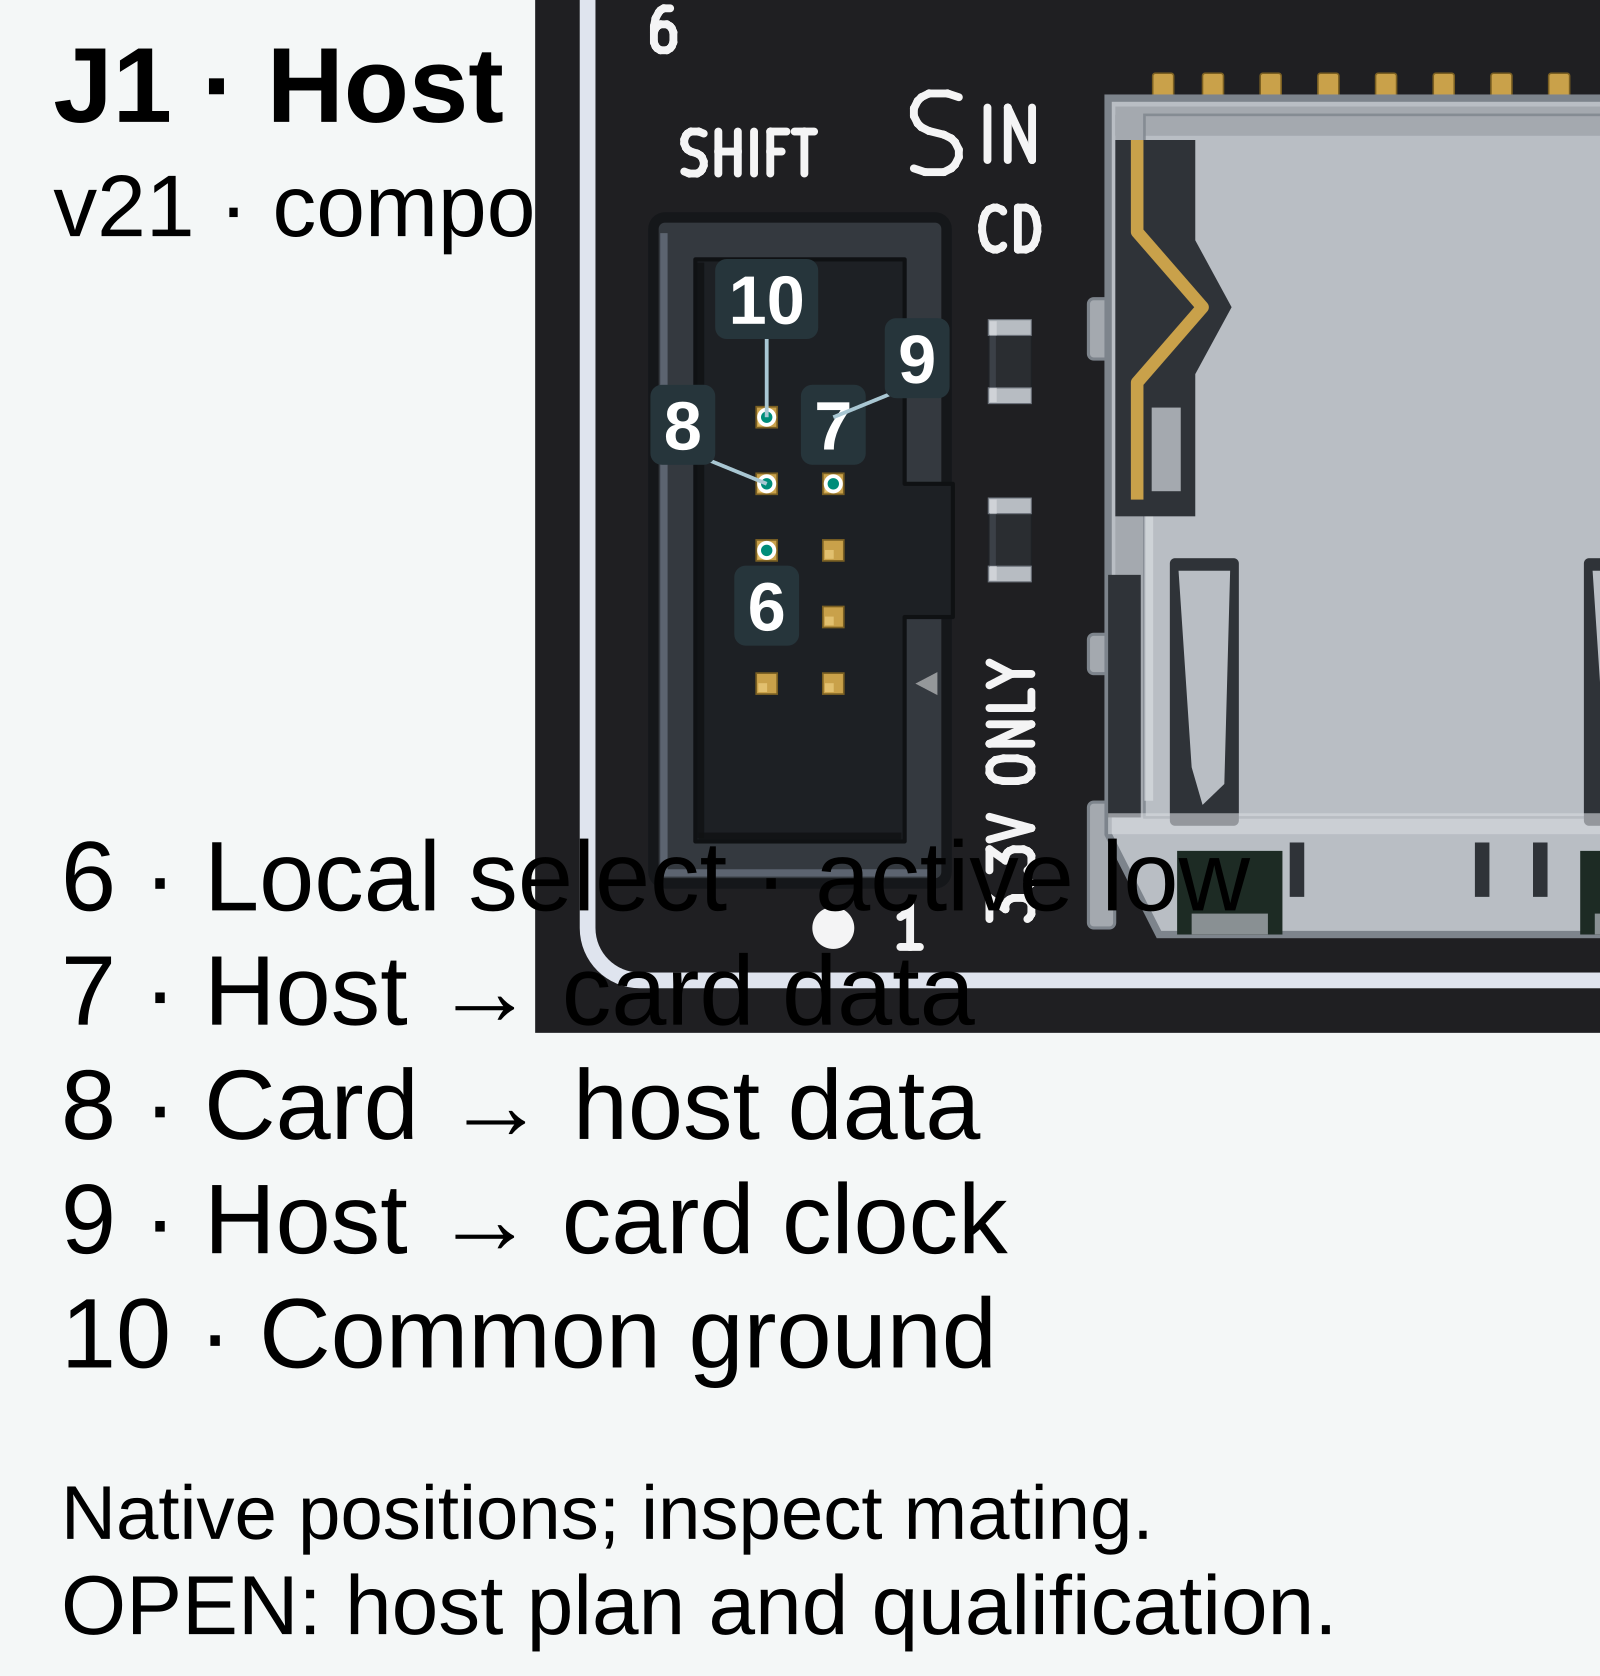 J1 · Host
v21 · compo
6
SHIFT
S IN
CD
10
9
8
7
6
3.3V ONLY
1
6 · Local select · active low
7 · Host → card data
8 · Card → host data
9 · Host → card clock
10 · Common ground
Native positions; inspect mating.
OPEN: host plan and qualification.